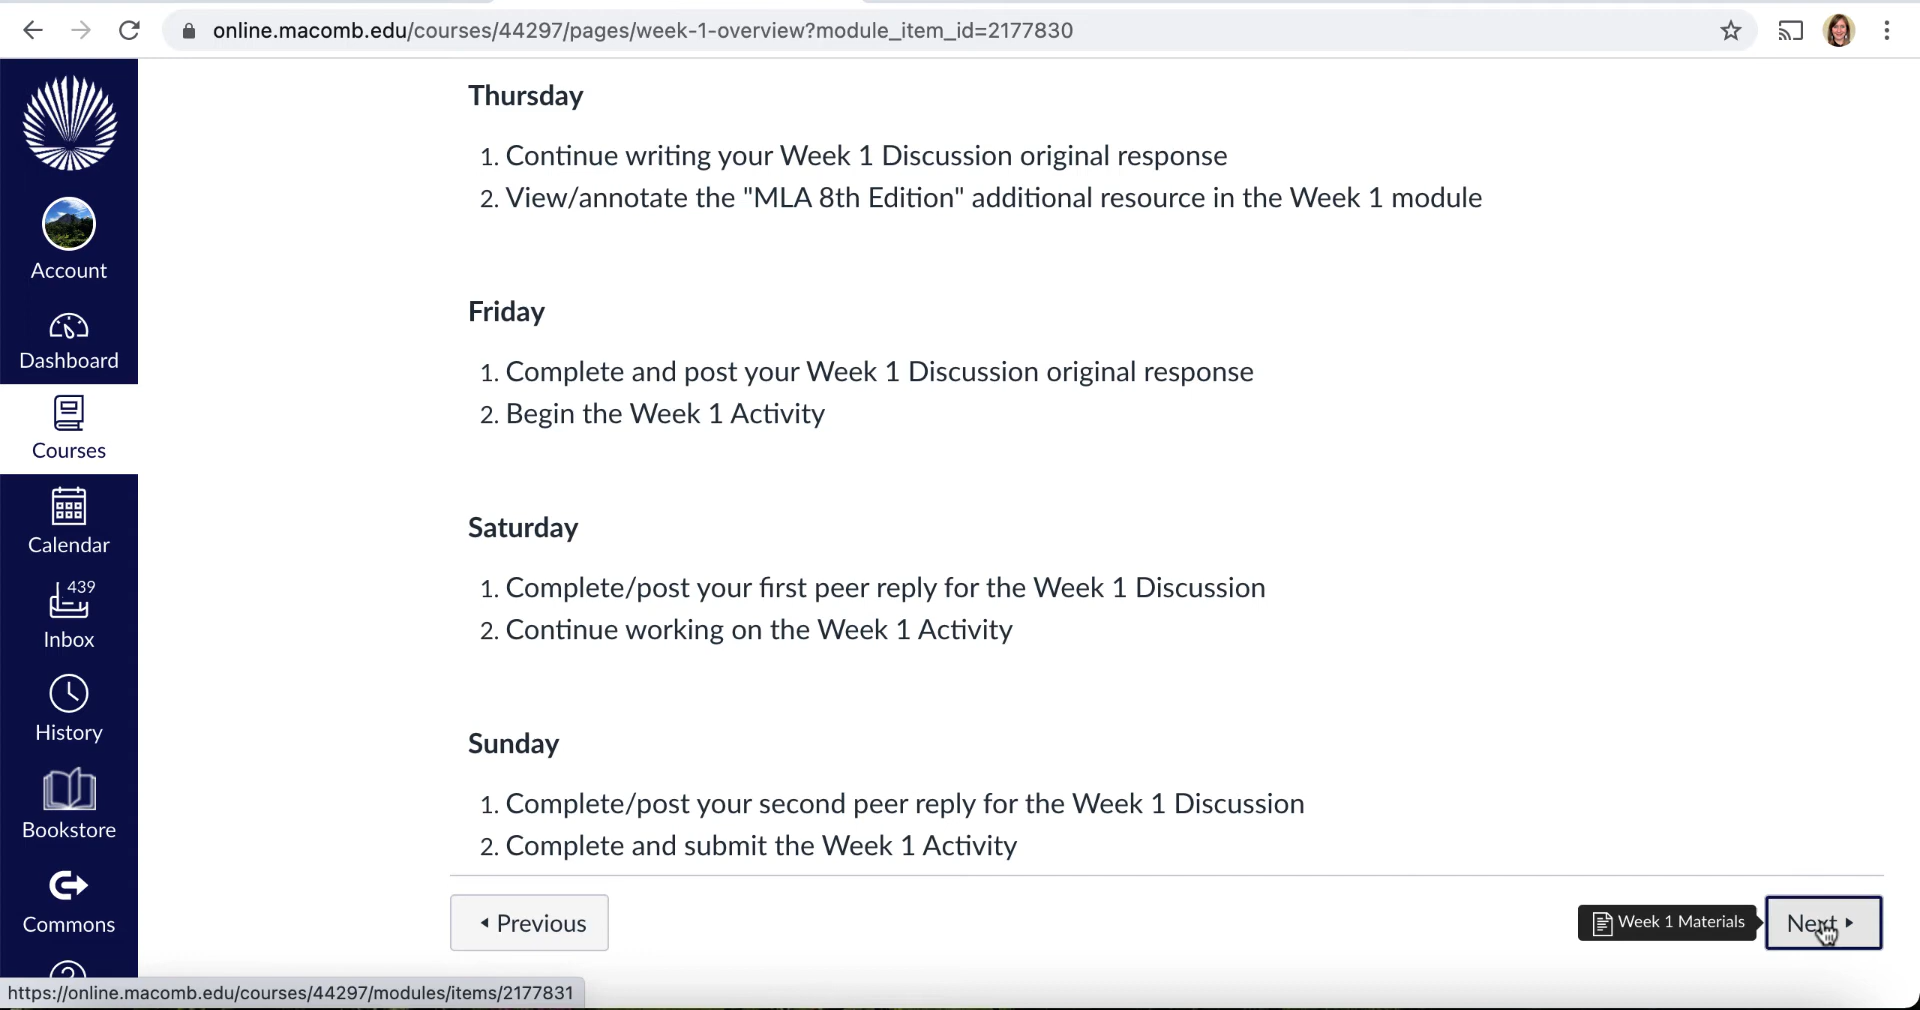 online.macomb.edu/courses/44297/pages/week-1-overview?module_item_id=2177830
Account
Dashboard
Courses
Calendar
439
Inbox
History
Bookstore
Commons
Thursday
1. Continue writing your Week 1 Discussion original response
2. View/annotate the "MLA 8th Edition" additional resource in the Week 1 module
Friday
1. Complete and post your Week 1 Discussion original response
2. Begin the Week 1 Activity
Saturday
1. Complete/post your first peer reply for the Week 1 Discussion
2. Continue working on the Week 1 Activity
Sunday
1. Complete/post your second peer reply for the Week 1 Discussion
2. Complete and submit the Week 1 Activity
Previous
Week 1 Materials
Next
https://online.macomb.edu/courses/44297/modules/items/2177831